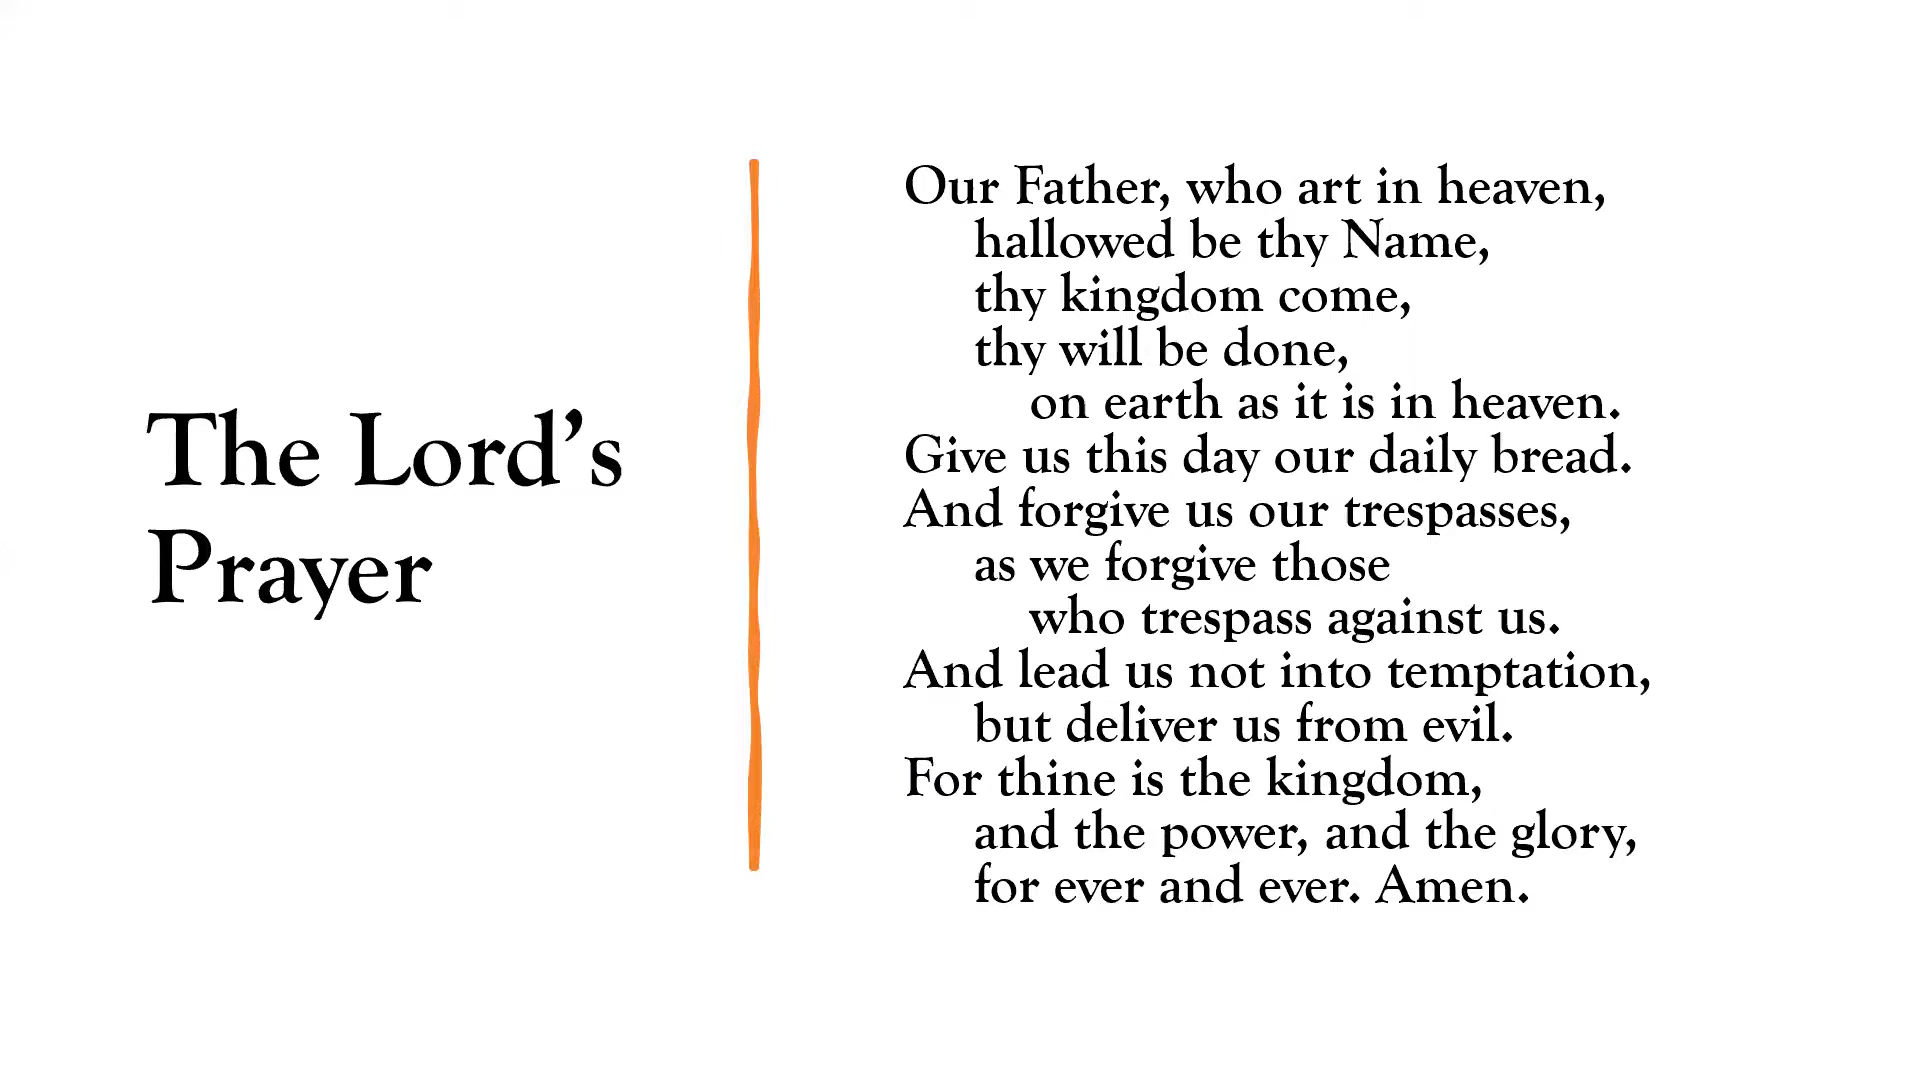 The Lord’s
Prayer
Our Father, who art in heaven,
hallowed be thy Name,
thy kingdom come,
thy will be done,
on earth as it is in heaven.
Give us this day our daily bread.
And forgive us our trespasses,
as we forgive those
who trespass against us.
And lead us not into temptation,
but deliver us from evil.
For thine is the kingdom,
and the power, and the glory,
for ever and ever. Amen.